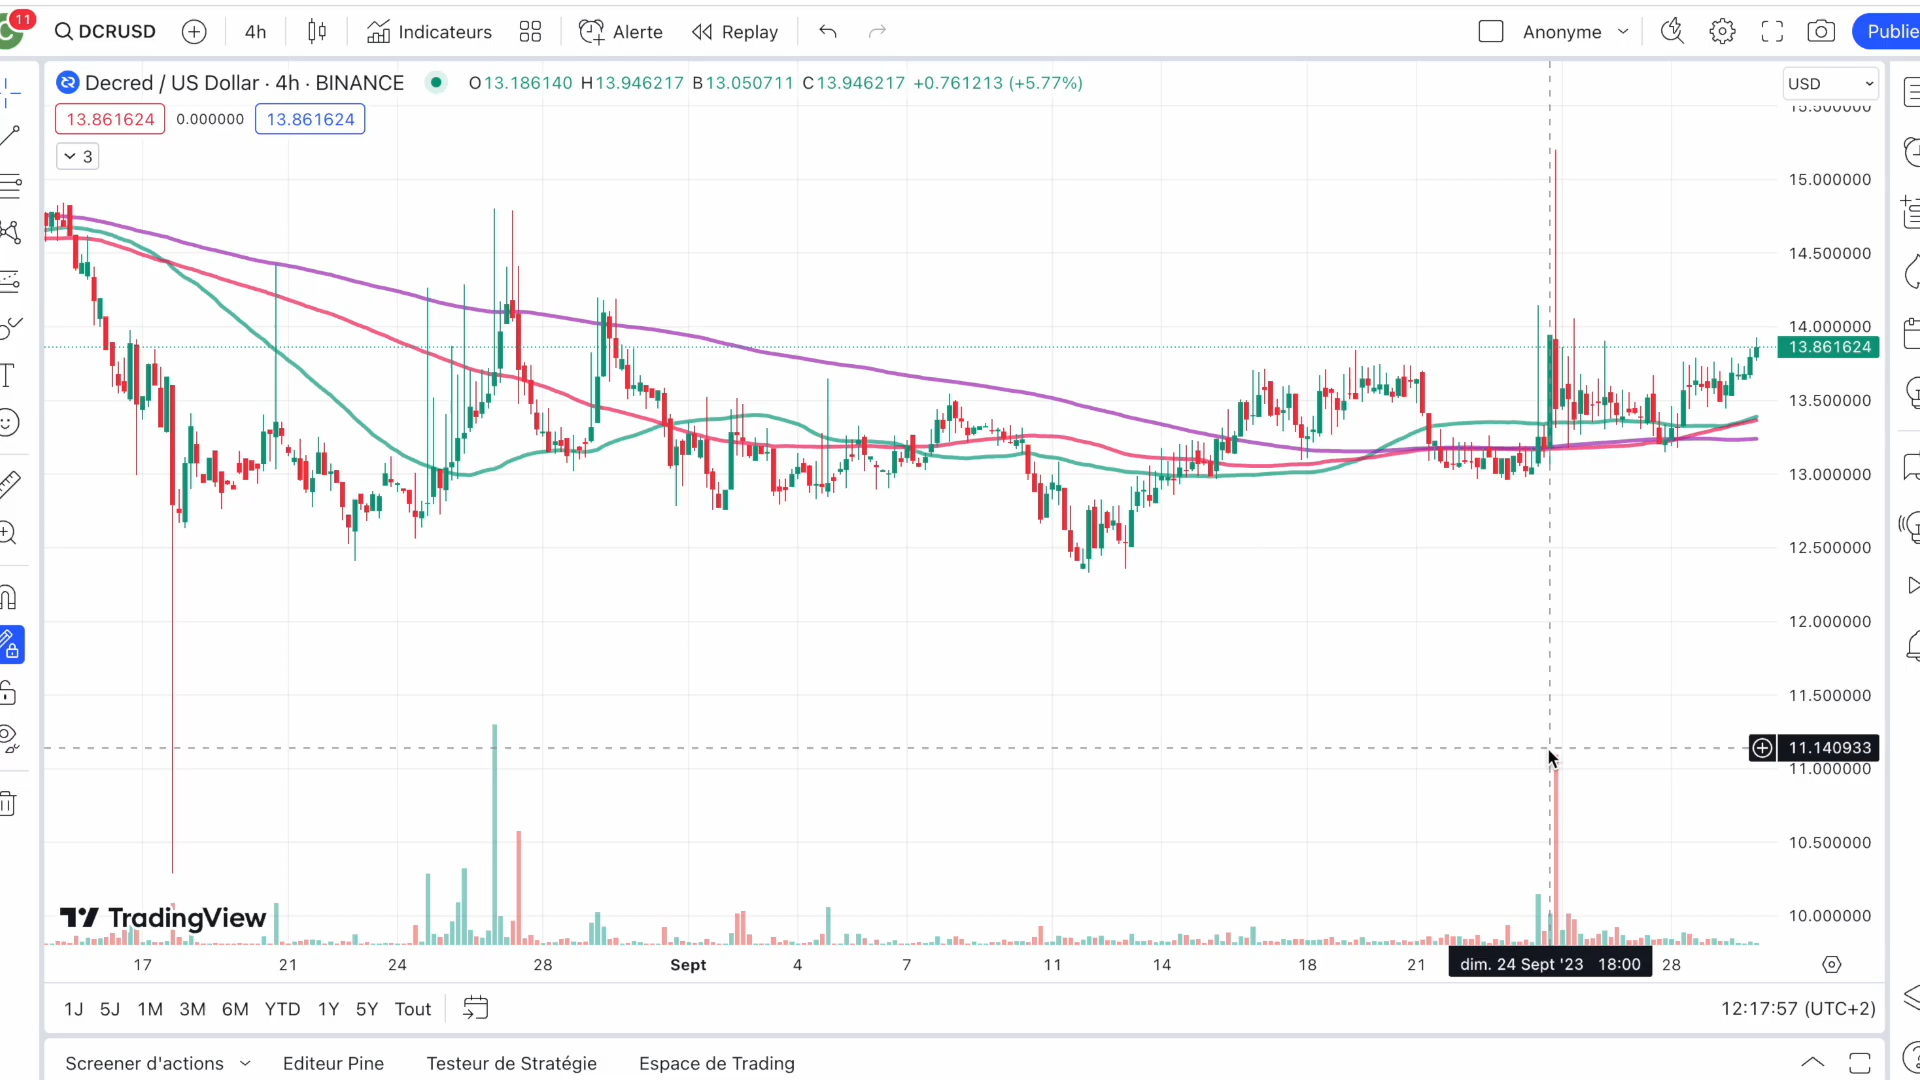 11
DCRUSD
4h
Indicateurs
Alerte
Replay
Anonyme
Publie
Decred / US Dollar · 4h · BINANCE
O13.186140 H13.946217 B13.050711 C13.946217 +0.761213 (+5.77%)
USD
13.861624 0.000000 13.861624
3
15.500000
15.000000
14.500000
14.000000
13.861624
13.500000
13.000000
12.500000
12.000000
11.500000
11.140933
11.000000
10.500000
10.000000
TradingView
17 21 24 28 Sept 4 7 11 14 18 21 dim. 24 Sept '23 18:00 28
1J 5J 1M 3M 6M YTD 1Y 5Y Tout
12:17:57 (UTC+2)
Screener d'actions Editeur Pine Testeur de Stratégie Espace de Trading